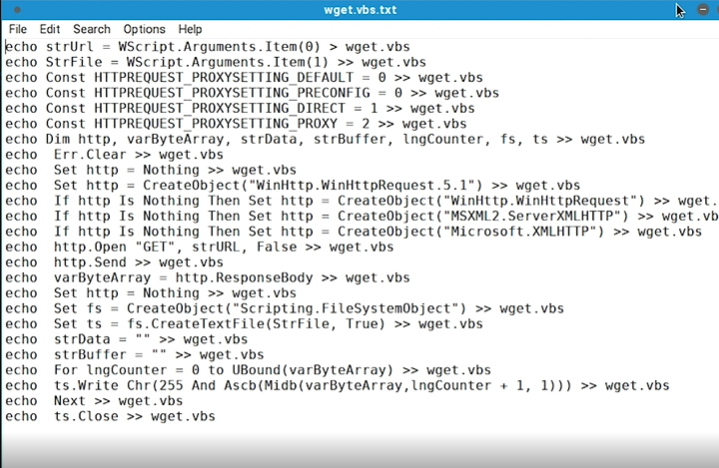 wget.vbs.txt
File Edit Search Options Help
echo strUrl = WScript.Arguments.Item(0) > wget.vbs
echo StrFile = WScript.Arguments.Item(1) >> wget.vbs
echo Const HTTPREQUEST_PROXYSETTING_DEFAULT = 0 >> wget.vbs
echo Const HTTPREQUEST_PROXYSETTING_PRECONFIG = 0 >> wget.vbs
echo Const HTTPREQUEST_PROXYSETTING_DIRECT = 1 >> wget.vbs
echo Const HTTPREQUEST_PROXYSETTING_PROXY = 2 >> wget.vbs
echo Dim http, varByteArray, strData, strBuffer, lngCounter, fs, ts >> wget.vbs
echo  Err.Clear >> wget.vbs
echo  Set http = Nothing >> wget.vbs
echo  Set http = CreateObject("WinHttp.WinHttpRequest.5.1") >> wget.vbs
echo  If http Is Nothing Then Set http = CreateObject("WinHttp.WinHttpRequest") >> wget.
echo  If http Is Nothing Then Set http = CreateObject("MSXML2.ServerXMLHTTP") >> wget.vb
echo  If http Is Nothing Then Set http = CreateObject("Microsoft.XMLHTTP") >> wget.vbs
echo  http.Open "GET", strURL, False >> wget.vbs
echo  http.Send >> wget.vbs
echo  varByteArray = http.ResponseBody >> wget.vbs
echo  Set http = Nothing >> wget.vbs
echo  Set fs = CreateObject("Scripting.FileSystemObject") >> wget.vbs
echo  Set ts = fs.CreateTextFile(StrFile, True) >> wget.vbs
echo  strData = "" >> wget.vbs
echo  strBuffer = "" >> wget.vbs
echo  For lngCounter = 0 to UBound(varByteArray) >> wget.vbs
echo  ts.Write Chr(255 And Ascb(Midb(varByteArray,lngCounter + 1, 1))) >> wget.vbs
echo  Next >> wget.vbs
echo  ts.Close >> wget.vbs